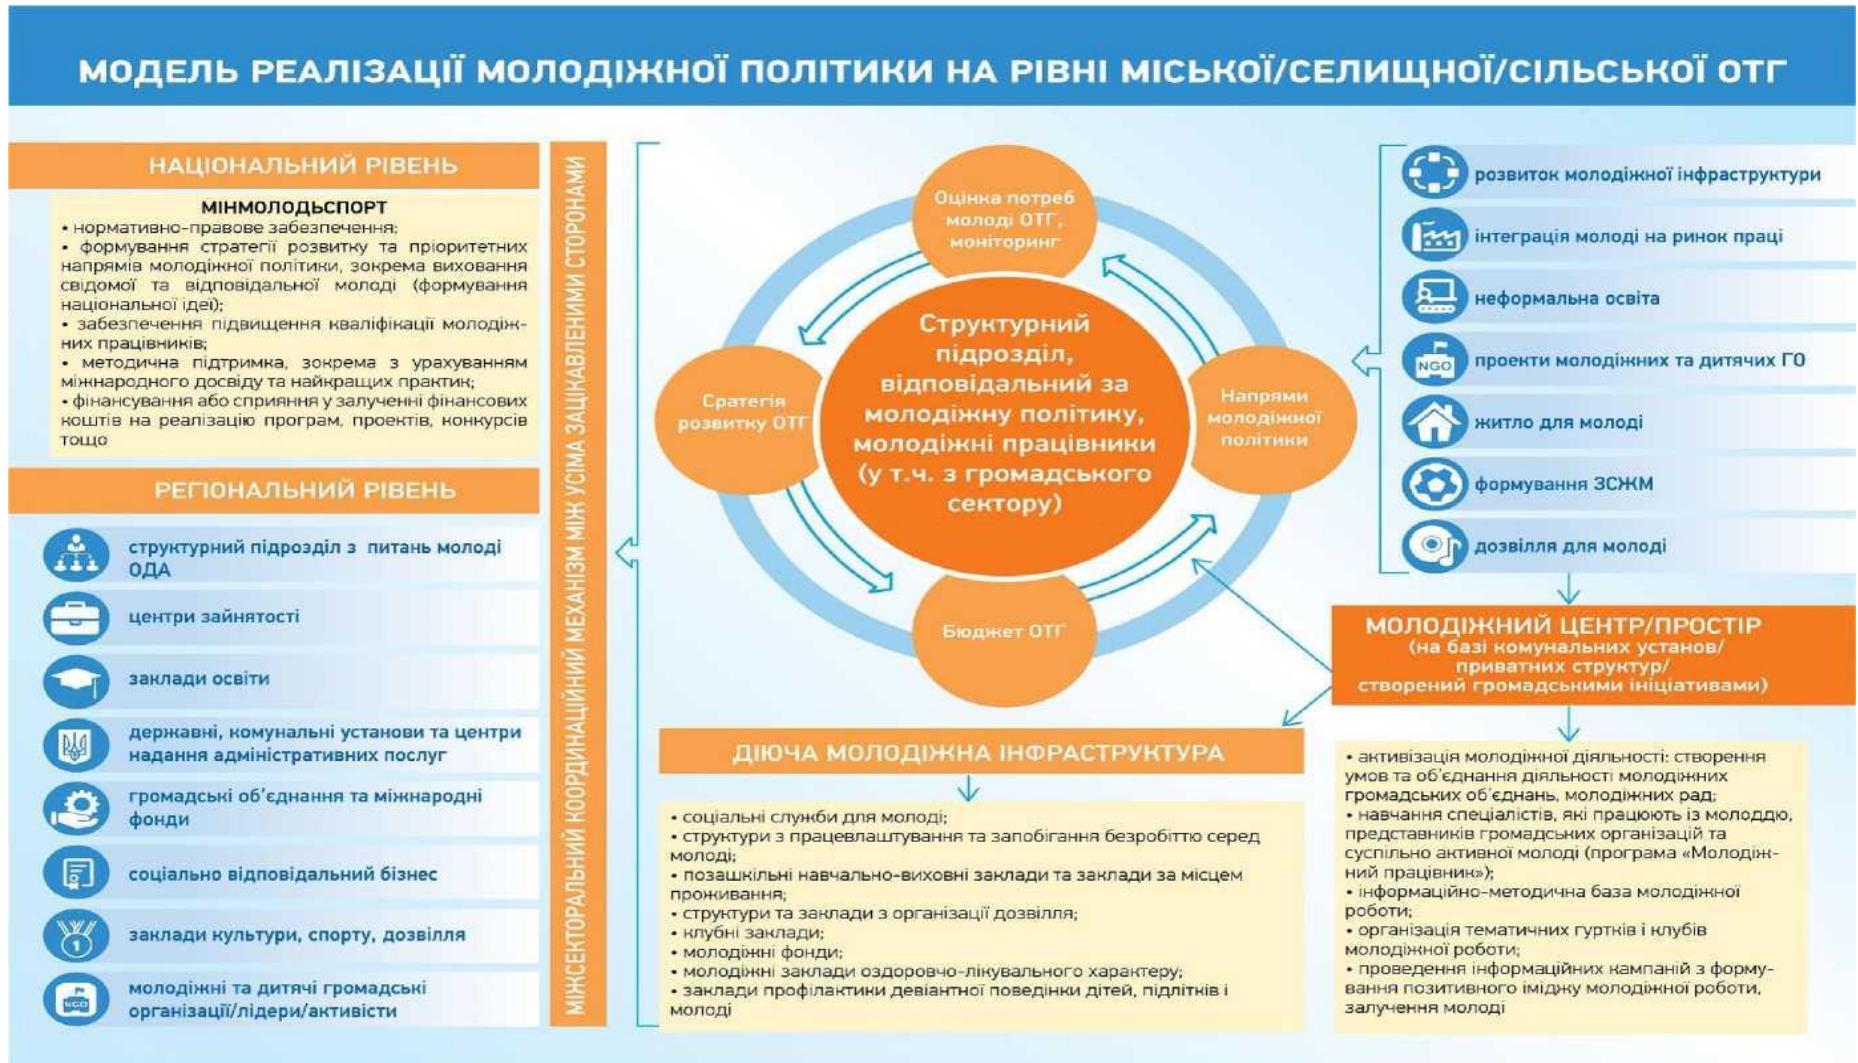 МОДЕЛЬ РЕАЛІЗАЦІЇ МОЛОДІЖНОЇ ПОЛІТИКИ НА РІВНІ МІСЬКОЇ/СЕЛИЩНОЇ/СІЛЬСЬКОЇ ОТГ
НАЦІОНАЛЬНИЙ РІВЕНЬ
МІНМОЛОДЬСПОРТ
• нормативно-правове забезпечення;
• формування стратегії розвитку та пріоритетних
напрямів молодіжної політики, зокрема виховання
свідомої та відповідальної молоді (формування
національної ідеї);
• забезпечення підвищення кваліфікації молодіж-
них працівників;
• методична підтримка, зокрема з урахуванням
міжнародного досвіду та найкращих практик;
• фінансування або сприяння у залученні фінансових
коштів на реалізацію програм, проектів, конкурсів
тощо
РЕГІОНАЛЬНИЙ РІВЕНЬ
структурний підрозділ з питань молоді
ОДА
центри зайнятості
заклади освіти
державні, комунальні установи та центри
надання адміністративних послуг
громадські об'єднання та міжнародні
фонди
соціально відповідальний бізнес
1
заклади культури, спорту, дозвілля
NGO
молодіжні та дитячі громадські
організації/лідери/активісти
МІЖСЕКТОРАЛЬНИЙ КООРДИНАЦІЙНИЙ МЕХАНІЗМ МІЖ УСІМА ЗАЦІКАВЛЕНИМИ СТОРОНАМИ
Оцінка потреб
молоді ОТГ,
моніторинг
Сратегія
розвитку ОТГ
Структурний
підрозділ,
відповідальний за
молодіжну політику,
молодіжні працівники
(у т.ч. з громадського
сектору)
Напрями
молодіжної
політики
Бюджет ОТГ
ДІЮЧА МОЛОДІЖНА ІНФРАСТРУКТУРА
• соціальні служби для молоді;
• структури з працевлаштування та запобігання безробіттю серед
молоді;
• позашкільні навчально-виховні заклади та заклади за місцем
проживання;
• структури та заклади з організації дозвілля;
• клубні заклади;
• молодіжні фонди;
• молодіжні заклади оздоровчо-лікувального характеру;
• заклади профілактики девіантної поведінки дітей, підлітків і
молоді
розвиток молодіжної інфраструктури
інтеграція молоді на ринок праці
неформальна освіта
NGO
проекти молодіжних та дитячих ГО
житло для молоді
формування ЗСЖМ
дозвілля для молоді
МОЛОДІЖНИЙ ЦЕНТР/ПРОСТІР
(на базі комунальних установ/
приватних структур/
створений громадськими ініціативами)
• активізація молодіжної діяльності: створення
умов та об'єднання діяльності молодіжних
громадських об'єднань, молодіжних рад;
• навчання спеціалістів, які працюють із молоддю,
представників громадських організацій та
суспільно активної молоді (програма «Молодіж-
ний працівник»);
• інформаційно-методична база молодіжної
роботи;
• організація тематичних гуртків і клубів
молодіжної роботи;
• проведення інформаційних кампаній з форму-
вання позитивного іміджу молодіжної роботи,
залучення молоді